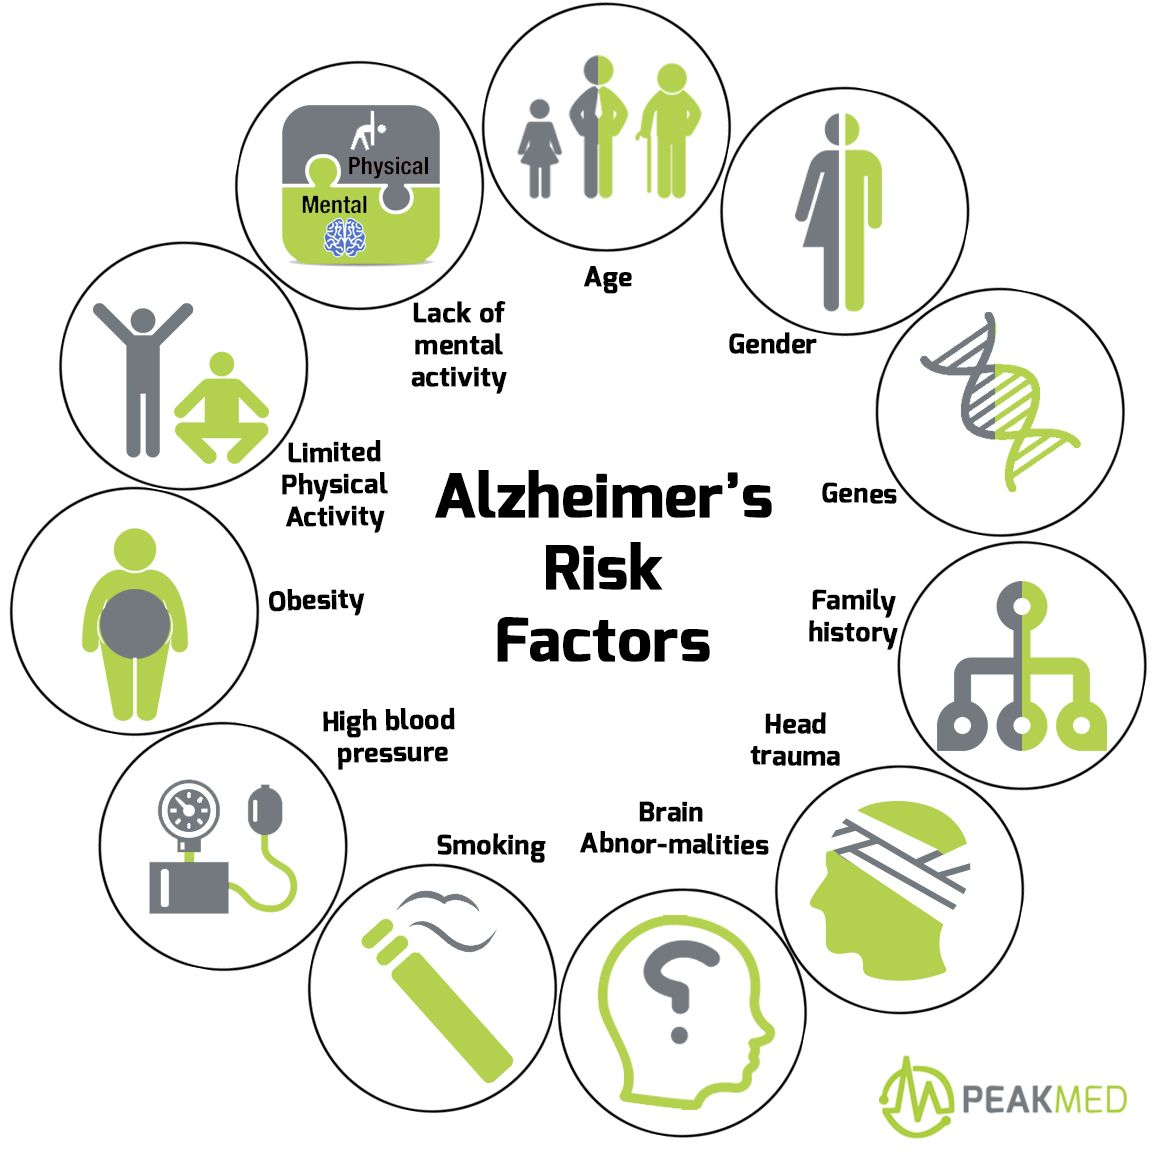 Physical
Mental
Age
Lack of
mental
activity
Gender
Limited
Physical
Activity
Alzheimer's
Risk
Factors
Genes
Obesity
Family
history
High blood
pressure
Head
trauma
Smoking
Brain
Abnor-malities
PEAKMED